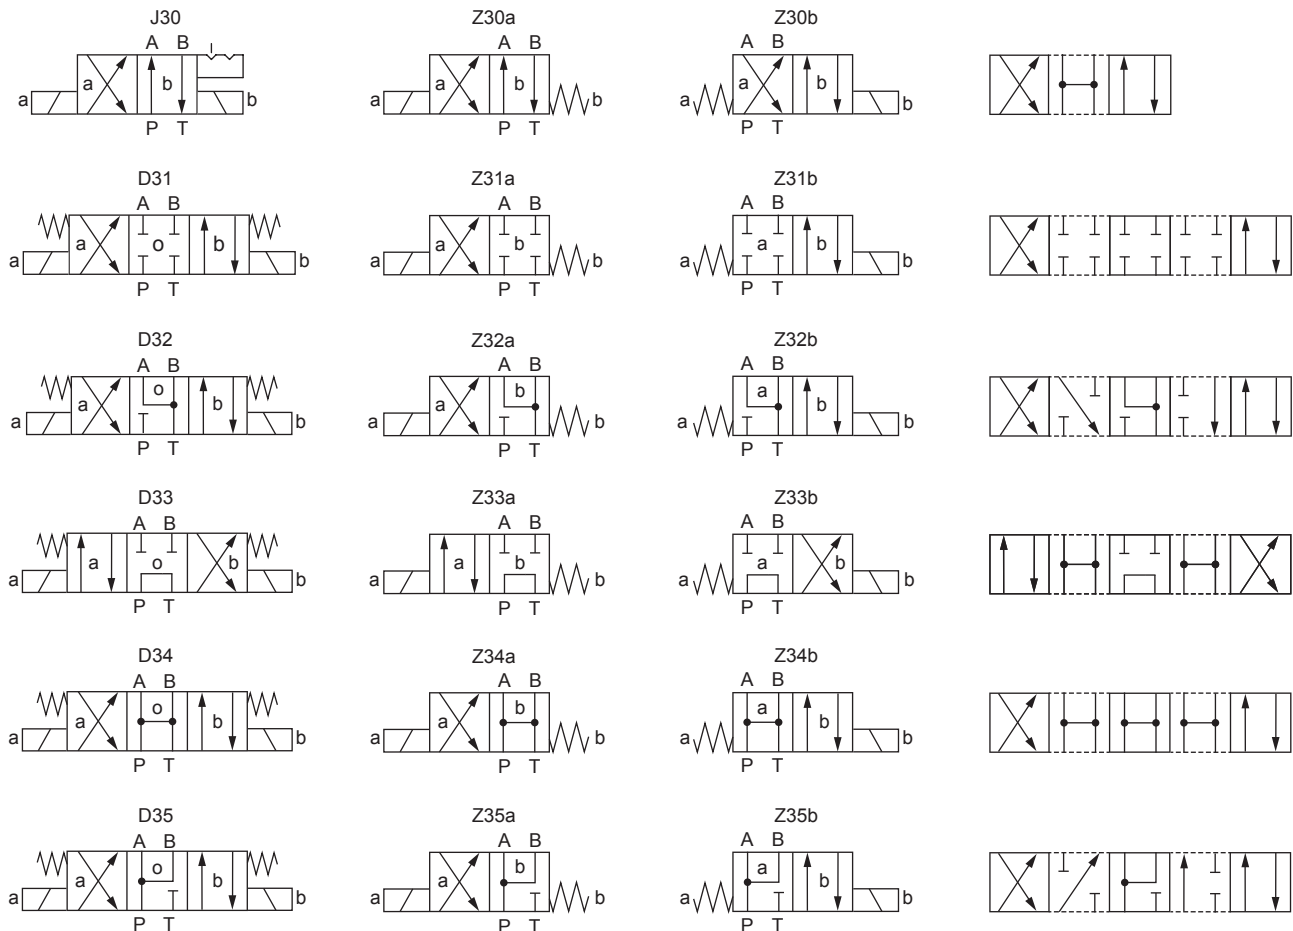 J30 Z30a Z30b
A B A B A B
a a b b a a b b a a b b
P T P T P T
D31 Z31a Z31b
A B A B A B
a a o b b a a b b a a b b
P T P T P T
D32 Z32a Z32b
A B A B A B
a a o b b a a b b a a b b
P T P T P T
D33 Z33a Z33b
A B A B A B
a a o b b a a b b a a b b
P T P T P T
D34 Z34a Z34b
A B A B A B
a a o b b a a b b a a b b
P T P T P T
D35 Z35a Z35b
A B A B A B
a a o b b a a b b a a b b
P T P T P T